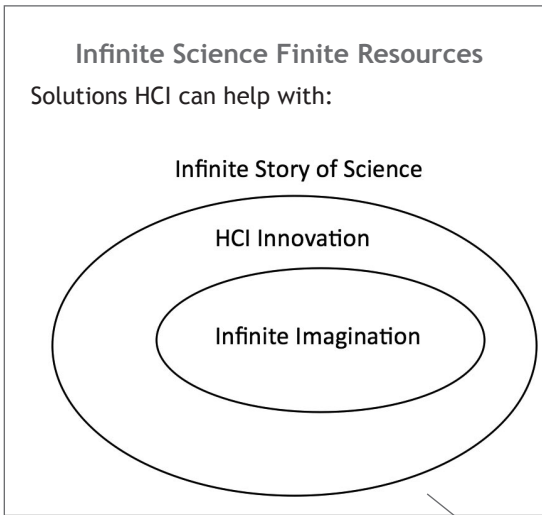 Infinite Science Finite Resources
Solutions HCI can help with:
Infinite Story of Science
HCI Innovation
Infinite Imagination